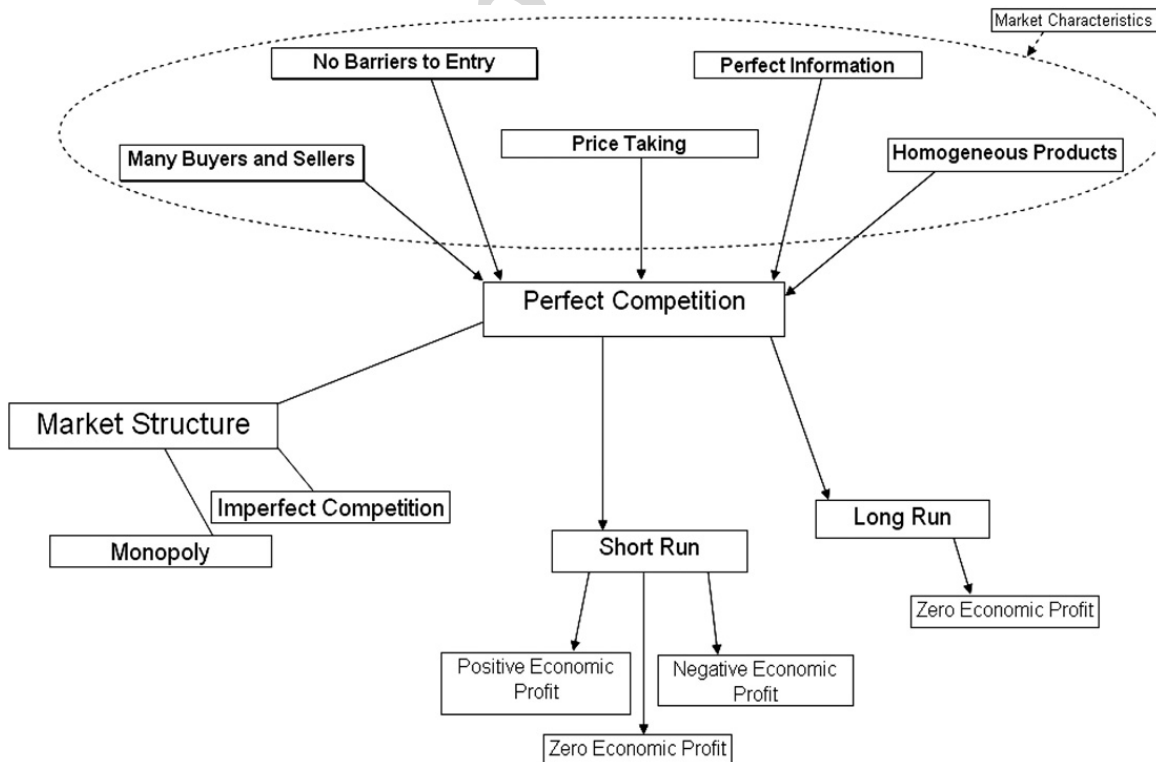 Market Characteristics
No Barriers to Entry
Perfect Information
Price Taking
Many Buyers and Sellers
Homogeneous Products
Perfect Competition
Market Structure
Imperfect Competition
Monopoly
Long Run
Short Run
Zero Economic Profit
Positive Economic
Profit
Negative Economic
Profit
Zero Economic Profit